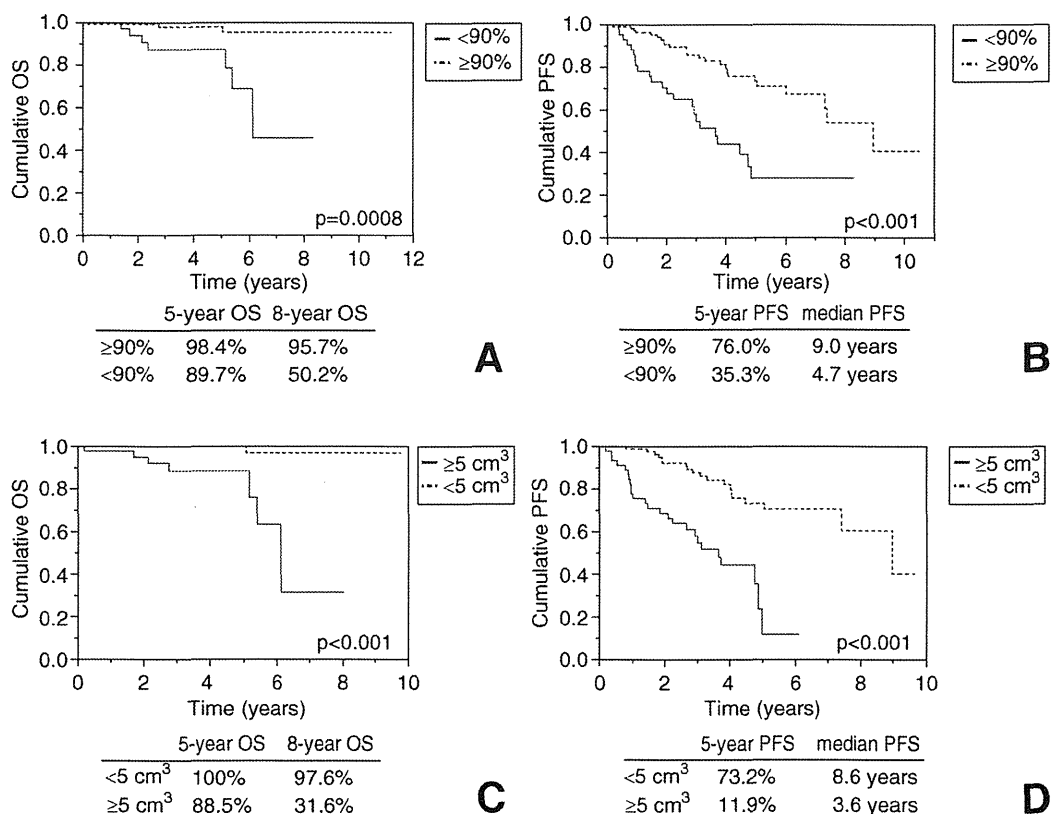 1.0
0.8
0.6
0.4
0.2
0.0
Cumulative OS
0 2 4 6 8 10 12
Time (years)
p=0.0008
<90%
≥90%
5-year OS 8-year OS
≥90% 98.4% 95.7%
<90% 89.7% 50.2%
A
1.0
0.8
0.6
0.4
0.2
0.0
Cumulative PFS
0 2 4 6 8 10
Time (years)
p<0.001
<90%
≥90%
5-year PFS median PFS
≥90% 76.0% 9.0 years
<90% 35.3% 4.7 years
B
1.0
0.8
0.6
0.4
0.2
0.0
Cumulative OS
0 2 4 6 8 10
Time (years)
p<0.001
≥5 cm³
<5 cm³
5-year OS 8-year OS
<5 cm³ 100% 97.6%
≥5 cm³ 88.5% 31.6%
C
1.0
0.8
0.6
0.4
0.2
0.0
Cumulative PFS
0 2 4 6 8 10
Time (years)
p<0.001
≥5 cm³
<5 cm³
5-year PFS median PFS
<5 cm³ 73.2% 8.6 years
≥5 cm³ 11.9% 3.6 years
D